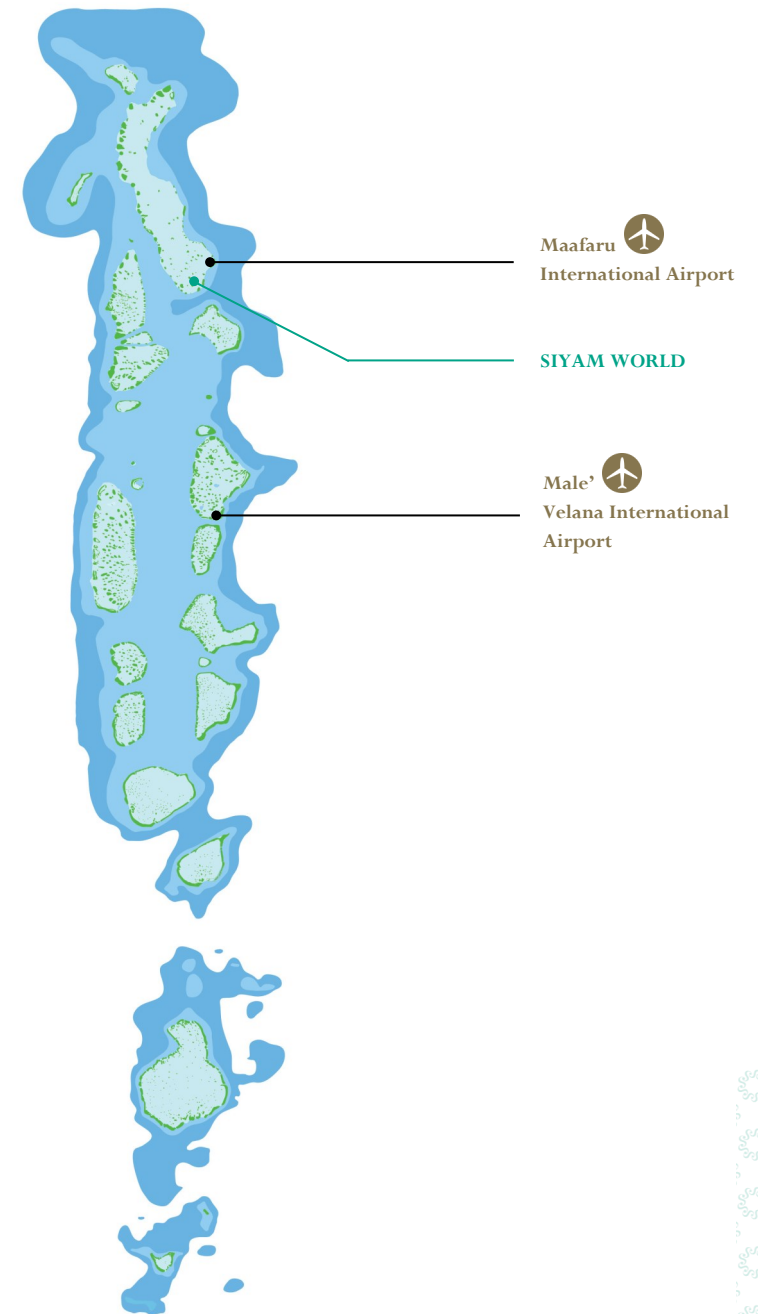 Maafaru
International Airport
SIYAM WORLD
Male’
Velana International
Airport